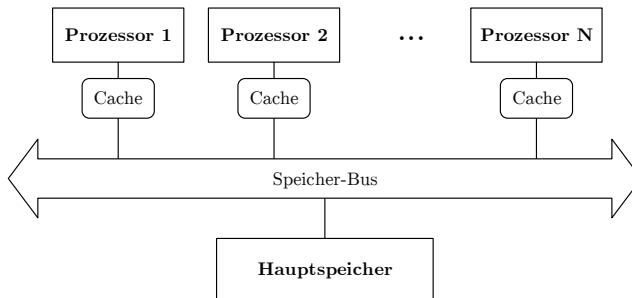 Prozessor 1 Prozessor 2 ... Prozessor N
Cache Cache Cache
Speicher-Bus
Hauptspeicher